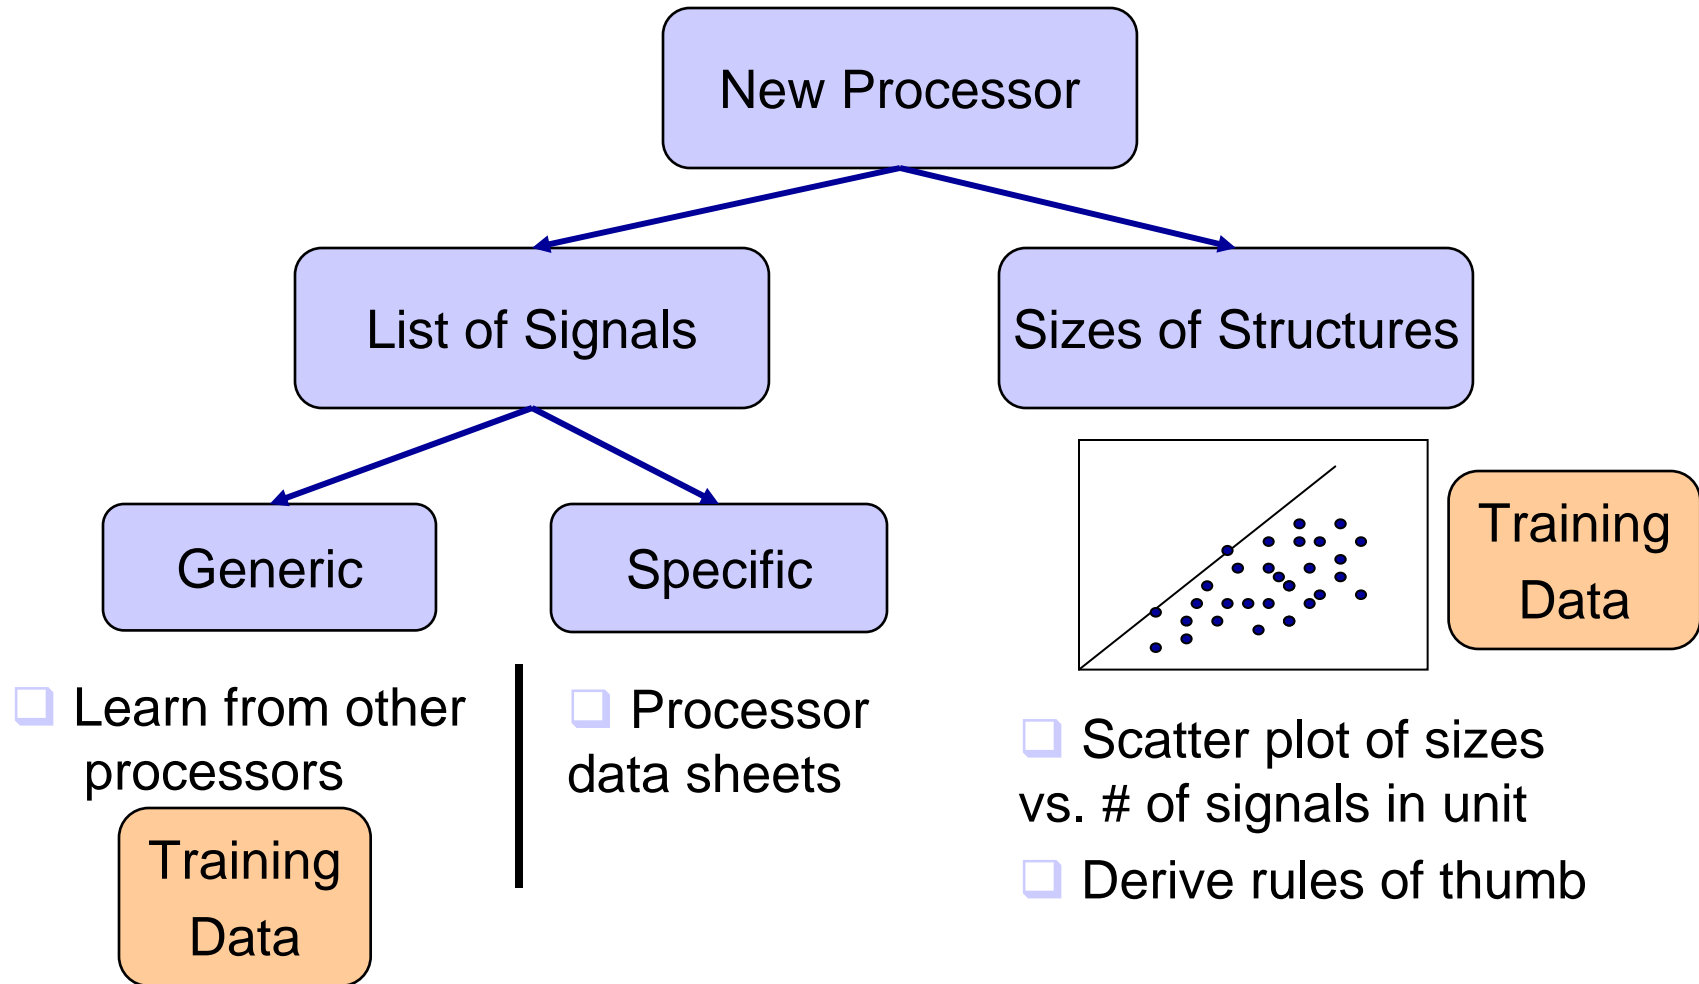 New Processor
List of Signals
Sizes of Structures
Generic
Specific
Training
Data
Learn from other
processors
Training
Data
Processor
data sheets
Scatter plot of sizes
vs. # of signals in unit
Derive rules of thumb